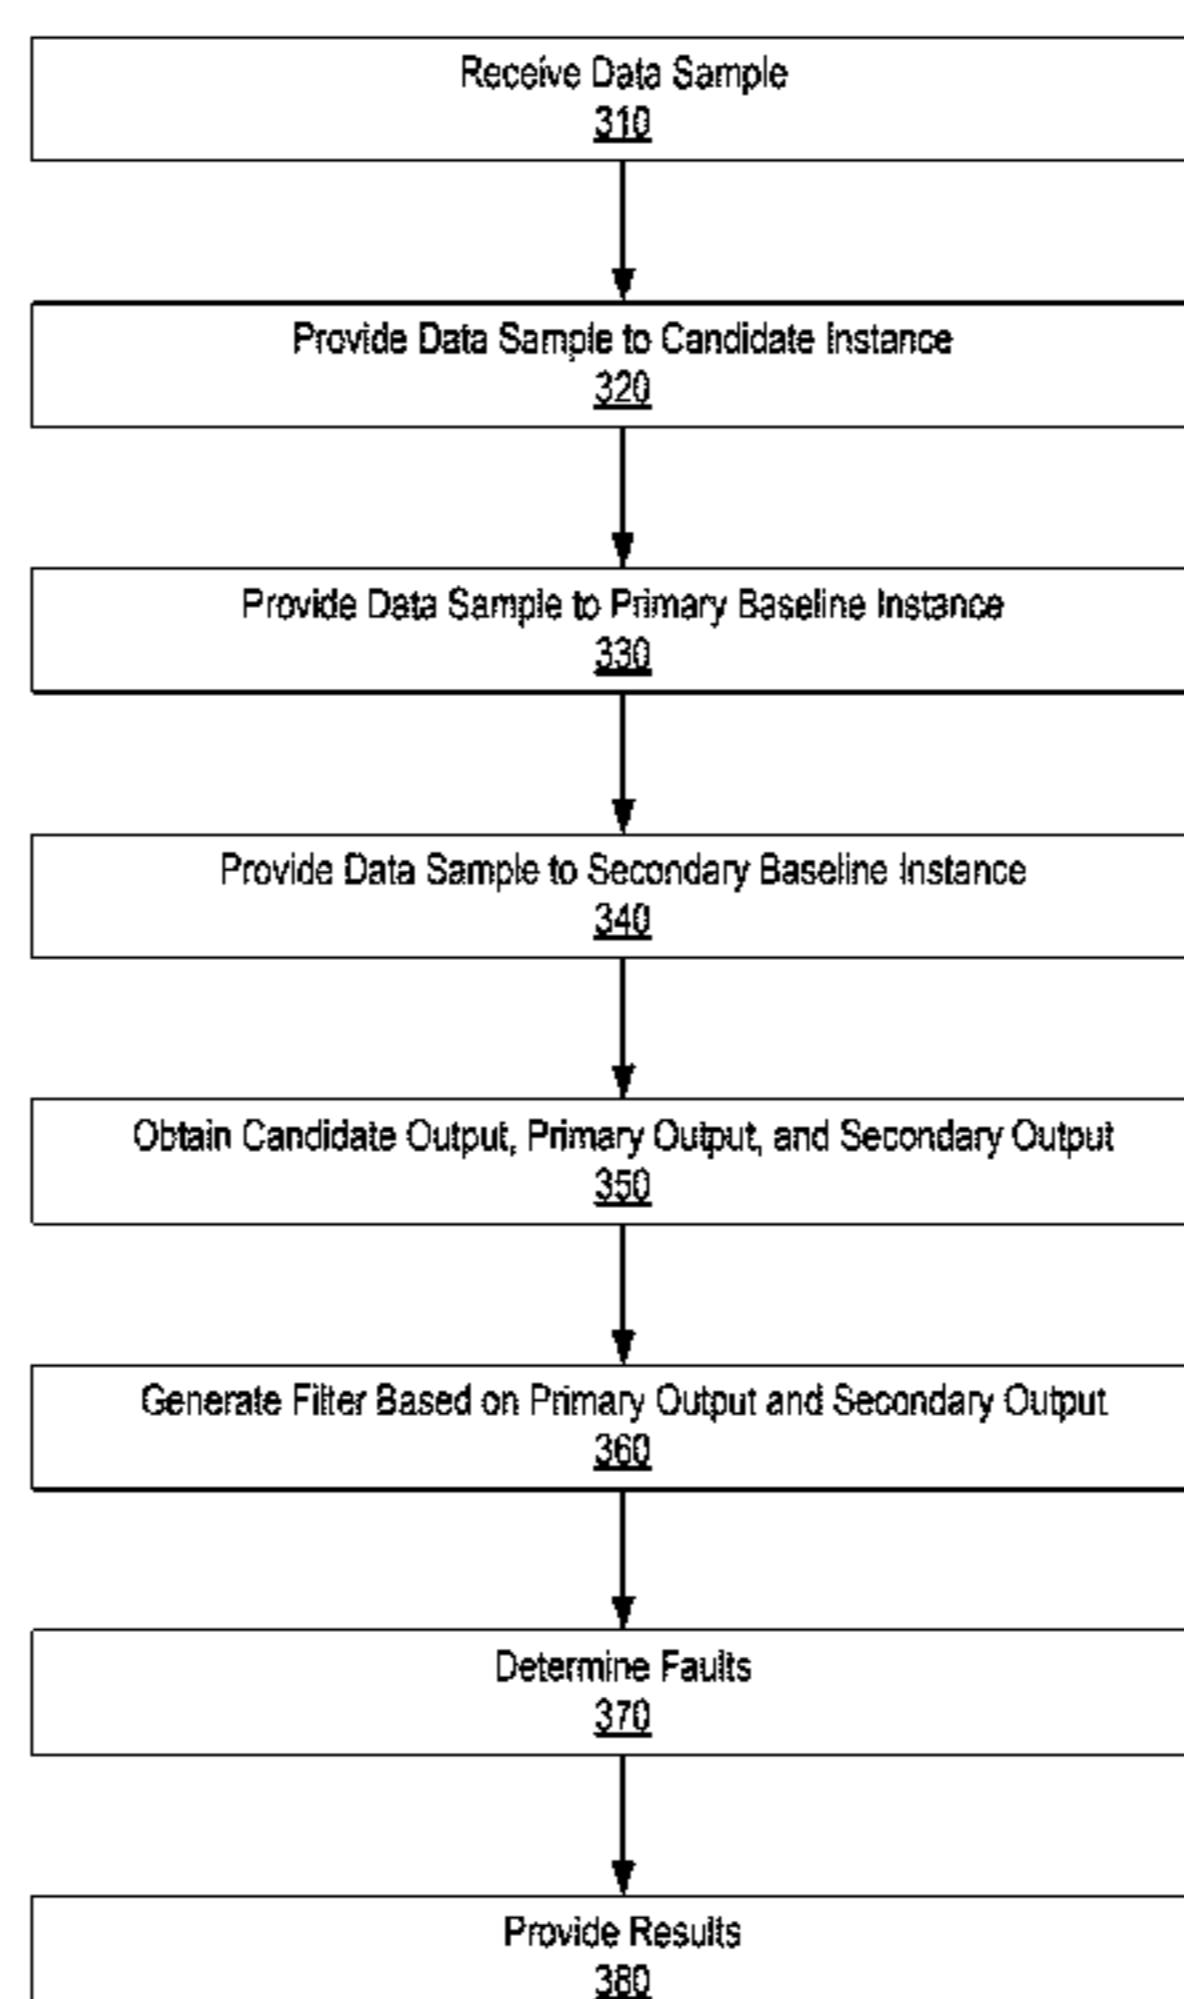 Receive Data Sample
310
Provide Data Sample to Candidate Instance
320
Provide Data Sample to Primary Baseline Instance
330
Provide Data Sample to Secondary Baseline Instance
340
Obtain Candidate Output, Primary Output, and Secondary Output
350
Generate Filter Based on Primary Output and Secondary Output
360
Determine Faults
370
Provide Results
380